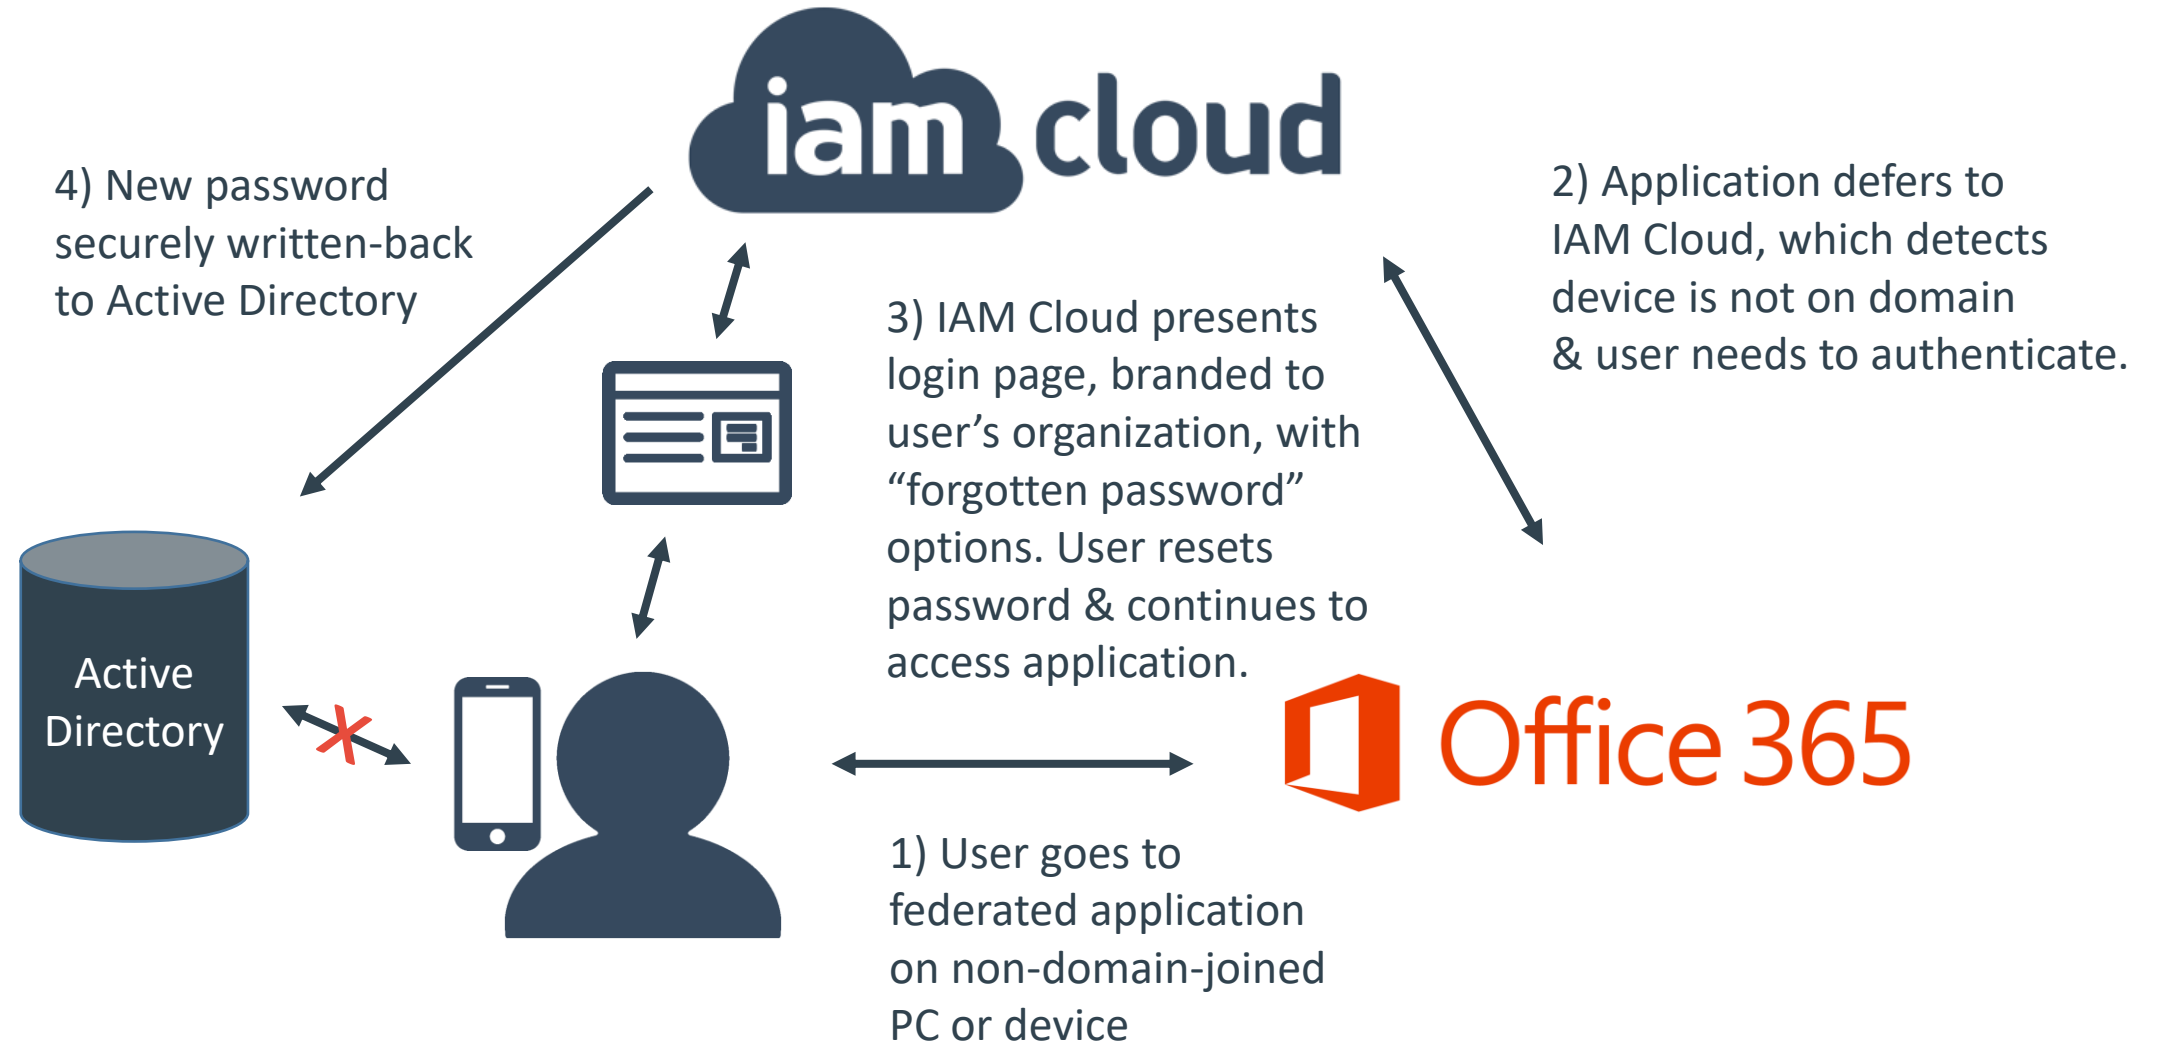 iam cloud
4) New password
securely written-back
to Active Directory
2) Application defers to
IAM Cloud, which detects
device is not on domain
& user needs to authenticate.
3) IAM Cloud presents
login page, branded to
user’s organization, with
“forgotten password”
options. User resets
password & continues to
access application.
Active
Directory
Office 365
1) User goes to
federated application
on non-domain-joined
PC or device